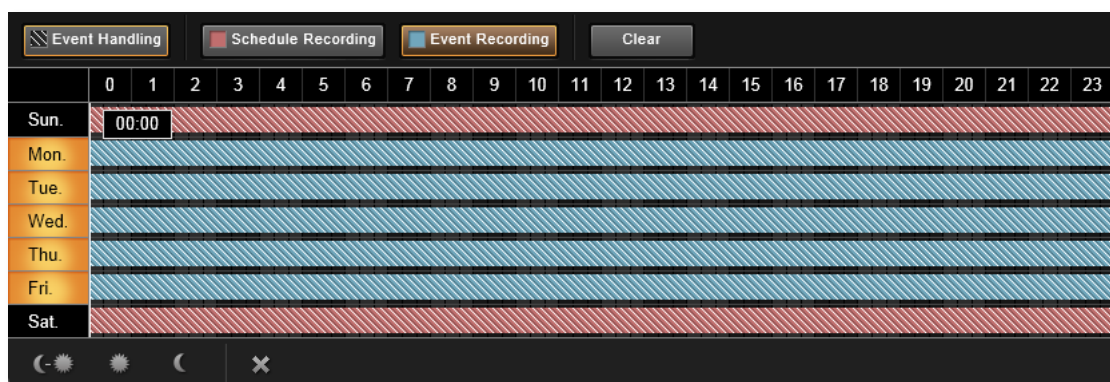 Event Handling Schedule Recording Event Recording Clear
0 1 2 3 4 5 6 7 8 9 10 11 12 13 14 15 16 17 18 19 20 21 22 23
Sun. 00:00
Mon.
Tue.
Wed.
Thu.
Fri.
Sat.